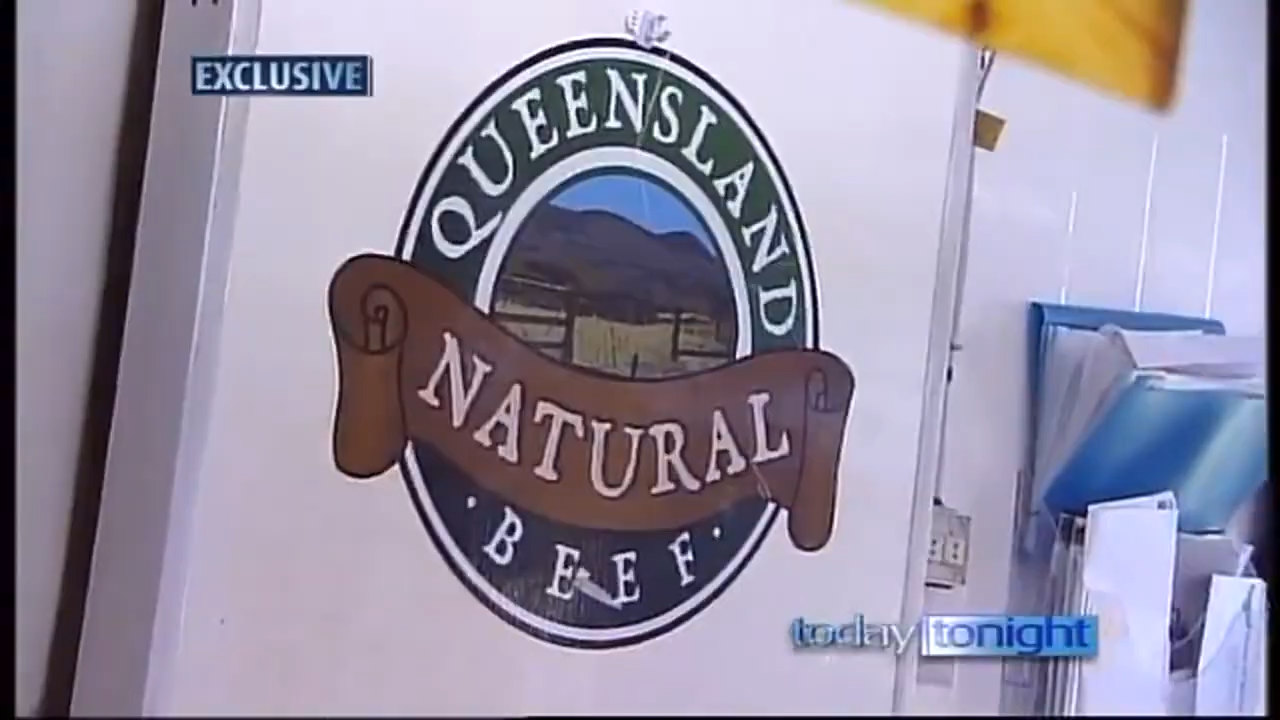 EXCLUSIVE
QUEENSLAND
NATURAL
• BEEF •
today tonight